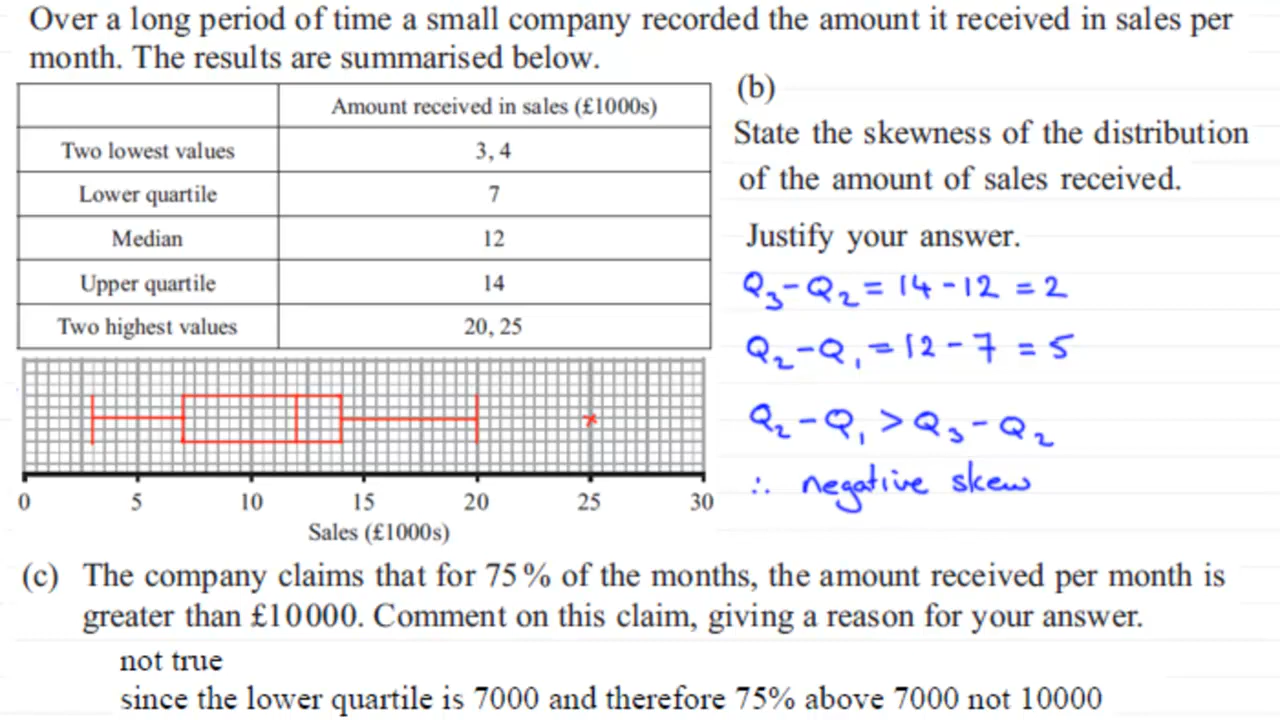 Over a long period of time a small company recorded the amount it received in sales per
month. The results are summarised below.
Amount received in sales (£1000s)
Two lowest values 3, 4
Lower quartile 7
Median 12
Upper quartile 14
Two highest values 20, 25
0 5 10 15 20 25 30
Sales (£1000s)
(b)
State the skewness of the distribution
of the amount of sales received.
Justify your answer.
Q₃ - Q₂ = 14 - 12 = 2
Q₂ - Q₁ = 12 - 7 = 5
Q₂ - Q₁ > Q₃ - Q₂
∴ negative skew
(c) The company claims that for 75% of the months, the amount received per month is
greater than £10000. Comment on this claim, giving a reason for your answer.
not true
since the lower quartile is 7000 and therefore 75% above 7000 not 10000